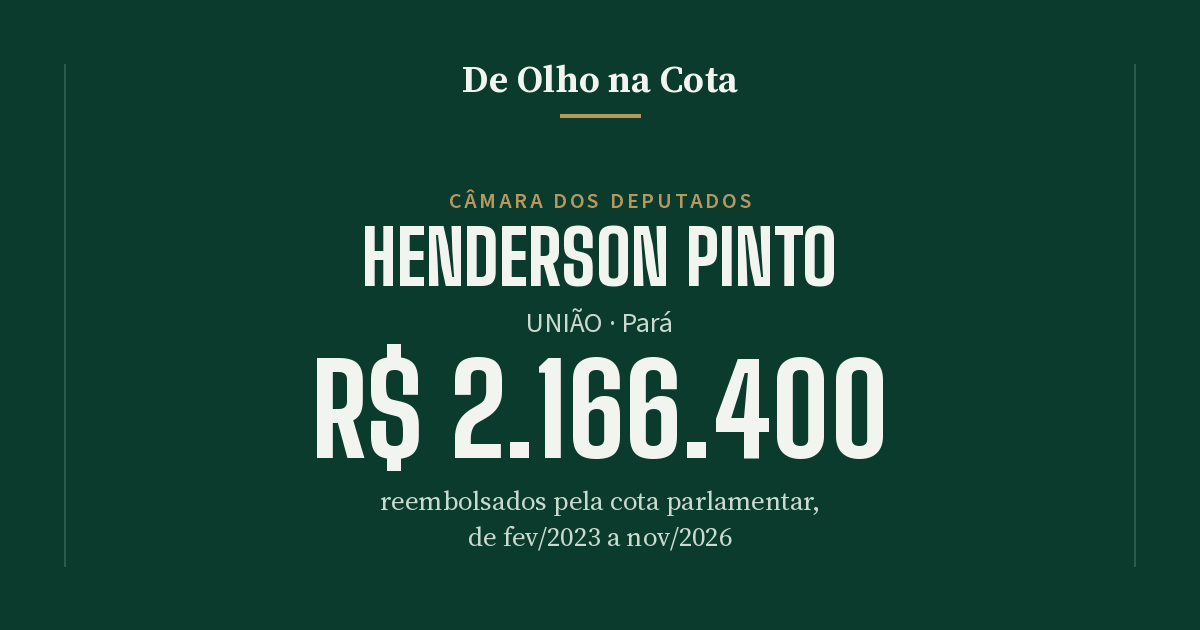 De Olho na Cota
CÂMARA DOS DEPUTADOS
HENDERSON PINTO
UNIÃO · Pará
R$ 2.166.400
reembolsados pela cota parlamentar,
de fev/2023 a nov/2026